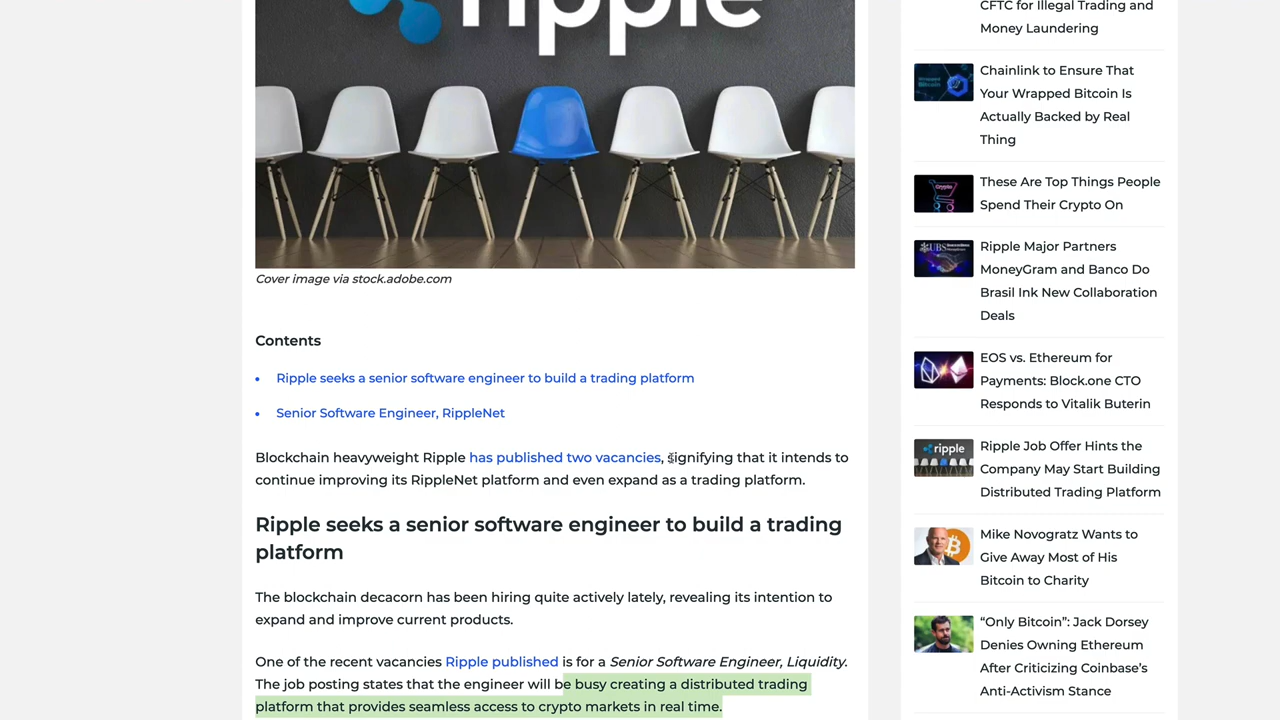 ripple
Cover image via stock.adobe.com
Contents
• Ripple seeks a senior software engineer to build a trading platform
• Senior Software Engineer, RippleNet
Blockchain heavyweight Ripple has published two vacancies, signifying that it intends to
continue improving its RippleNet platform and even expand as a trading platform.
Ripple seeks a senior software engineer to build a trading
platform
The blockchain decacorn has been hiring quite actively lately, revealing its intention to
expand and improve current products.
One of the recent vacancies Ripple published is for a Senior Software Engineer, Liquidity.
The job posting states that the engineer will be busy creating a distributed trading
platform that provides seamless access to crypto markets in real time.
CFTC for Illegal Trading and
Money Laundering
Chainlink to Ensure That
Your Wrapped Bitcoin Is
Actually Backed by Real
Thing
Crypto
These Are Top Things People
Spend Their Crypto On
UBS
Ripple Major Partners
MoneyGram and Banco Do
Brasil Ink New Collaboration
Deals
EOS vs. Ethereum for
Payments: Block.one CTO
Responds to Vitalik Buterin
ripple
Ripple Job Offer Hints the
Company May Start Building
Distributed Trading Platform
Mike Novogratz Wants to
Give Away Most of His
Bitcoin to Charity
“Only Bitcoin”: Jack Dorsey
Denies Owning Ethereum
After Criticizing Coinbase’s
Anti-Activism Stance